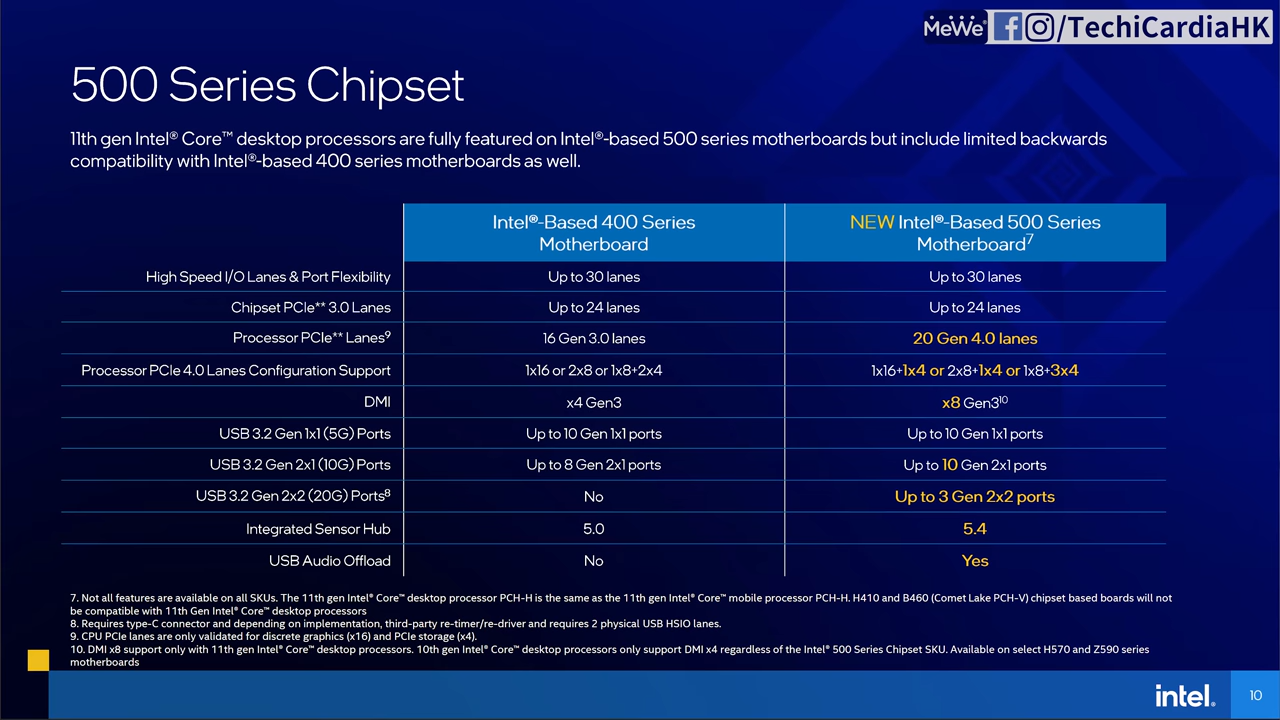 MeWe® /TechiCardiaHK
500 Series Chipset
11th gen Intel® Core™ desktop processors are fully featured on Intel®-based 500 series motherboards but include limited backwards
compatibility with Intel®-based 400 series motherboards as well.
Intel®-Based 400 Series
Motherboard
NEW Intel®-Based 500 Series
Motherboard7
High Speed I/O Lanes & Port Flexibility Up to 30 lanes Up to 30 lanes
Chipset PCIe** 3.0 Lanes Up to 24 lanes Up to 24 lanes
Processor PCIe** Lanes9 16 Gen 3.0 lanes 20 Gen 4.0 lanes
Processor PCIe 4.0 Lanes Configuration Support 1x16 or 2x8 or 1x8+2x4 1x16+1x4 or 2x8+1x4 or 1x8+3x4
DMI x4 Gen3 x8 Gen310
USB 3.2 Gen 1x1 (5G) Ports Up to 10 Gen 1x1 ports Up to 10 Gen 1x1 ports
USB 3.2 Gen 2x1 (10G) Ports Up to 8 Gen 2x1 ports Up to 10 Gen 2x1 ports
USB 3.2 Gen 2x2 (20G) Ports8 No Up to 3 Gen 2x2 ports
Integrated Sensor Hub 5.0 5.4
USB Audio Offload No Yes
7. Not all features are available on all SKUs. The 11th gen Intel® Core™ desktop processor PCH-H is the same as the 11th gen Intel® Core™ mobile processor PCH-H. H410 and B460 (Comet Lake PCH-V) chipset based boards will not
be compatible with 11th Gen Intel® Core™ desktop processors
8. Requires type-C connector and depending on implementation, third-party re-timer/re-driver and requires 2 physical USB HSIO lanes.
9. CPU PCIe lanes are only validated for discrete graphics (x16) and PCIe storage (x4).
10. DMI x8 support only with 11th gen Intel® Core™ desktop processors. 10th gen Intel® Core™ desktop processors only support DMI x4 regardless of the Intel® 500 Series Chipset SKU. Available on select H570 and Z590 series
motherboards
intel® 10